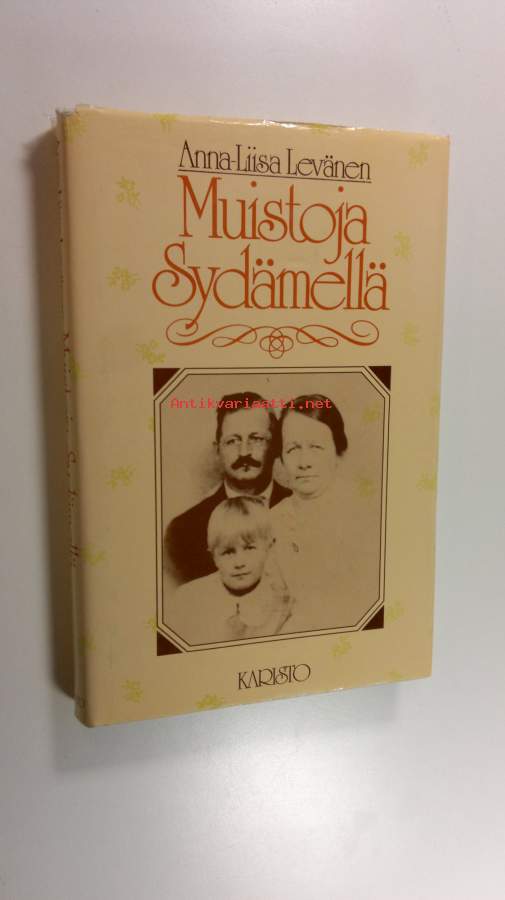 Anna-Liisa Levänen
Muistoja
Sydämellä
Antikvariaatti.net
KARISTO